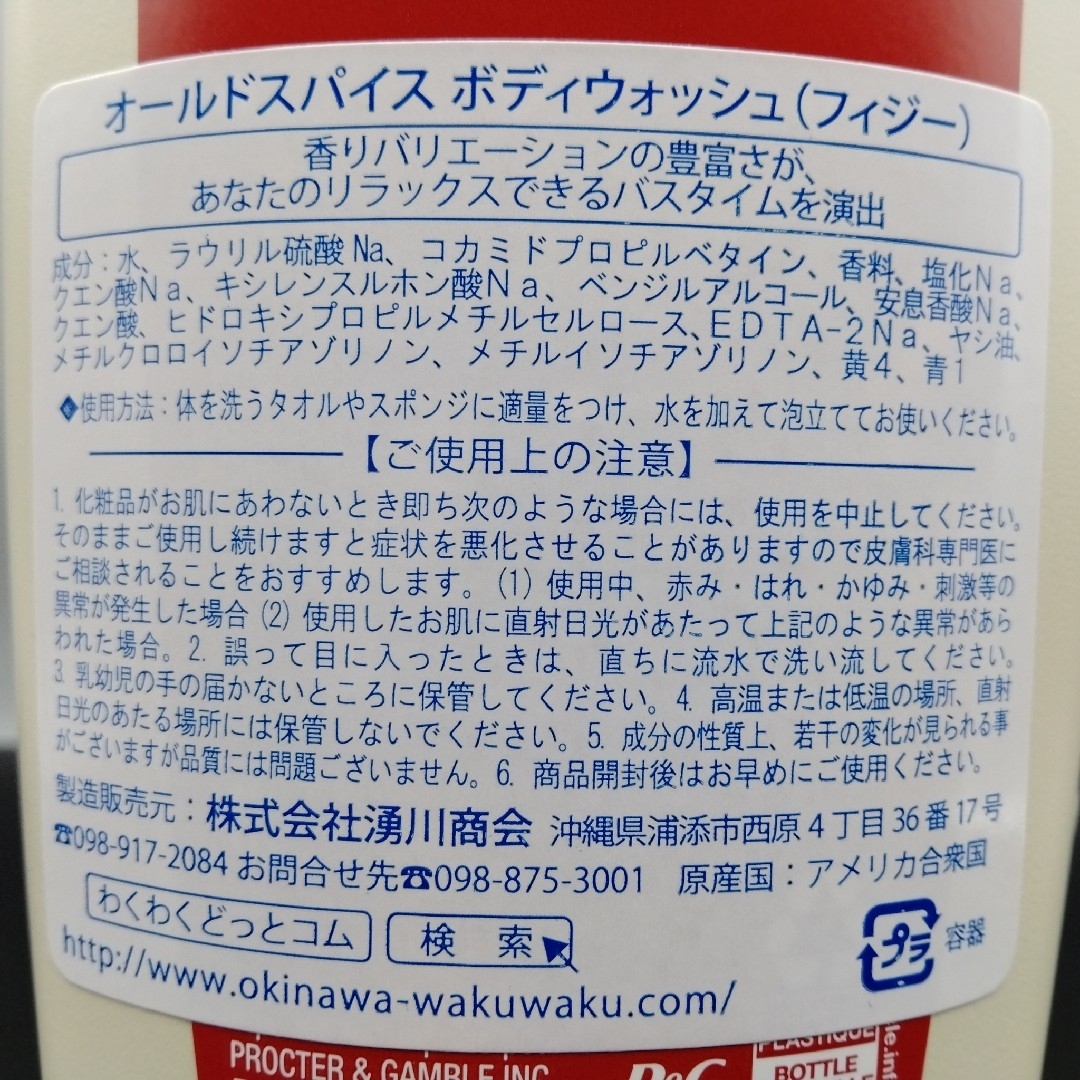 オールドスパイス ボディウォッシュ(フィジー)
香りバリエーションの豊富さが、
あなたのリラックスできるバスタイムを演出
成分：水、ラウリル硫酸Na、コカミドプロピルベタイン、香料、塩化Na、
クエン酸Na、キシレンスルホン酸Na、ベンジルアルコール、安息香酸Na、
クエン酸、ヒドロキシプロピルメチルセルロース、EDTA-2Na、ヤシ油、
メチルクロロイソチアゾリノン、メチルイソチアゾリノン、黄4、青1
◆使用方法：体を洗うタオルやスポンジに適量をつけ、水を加えて泡立ててお使いください。
【ご使用上の注意】
1. 化粧品がお肌にあわないとき即ち次のような場合には、使用を中止してください。
そのままご使用し続けますと症状を悪化させることがありますので皮膚科専門医に
ご相談されることをおすすめします。(1) 使用中、赤み・はれ・かゆみ・刺激等の
異常が発生した場合 (2) 使用したお肌に直射日光があたって上記のような異常があら
われた場合。2. 誤って目に入ったときは、直ちに流水で洗い流してください。
3. 乳幼児の手の届かないところに保管してください。4. 高温または低温の場所、直射
日光のあたる場所には保管しないでください。5. 成分の性質上、若干の変化が見られる事
がございますが品質には問題ございません。6. 商品開封後はお早めにご使用ください。
製造販売元：株式会社湧川商会 沖縄県浦添市西原4丁目36番17号
☎098-917-2084 お問合せ先☎098-875-3001 原産国：アメリカ合衆国
わくわくどっとコム 検索
プラ 容器
http://www.okinawa-wakuwaku.com/
PROCTER & GAMBLE INC.
P&G
PLASTIQUE
BOTTLE